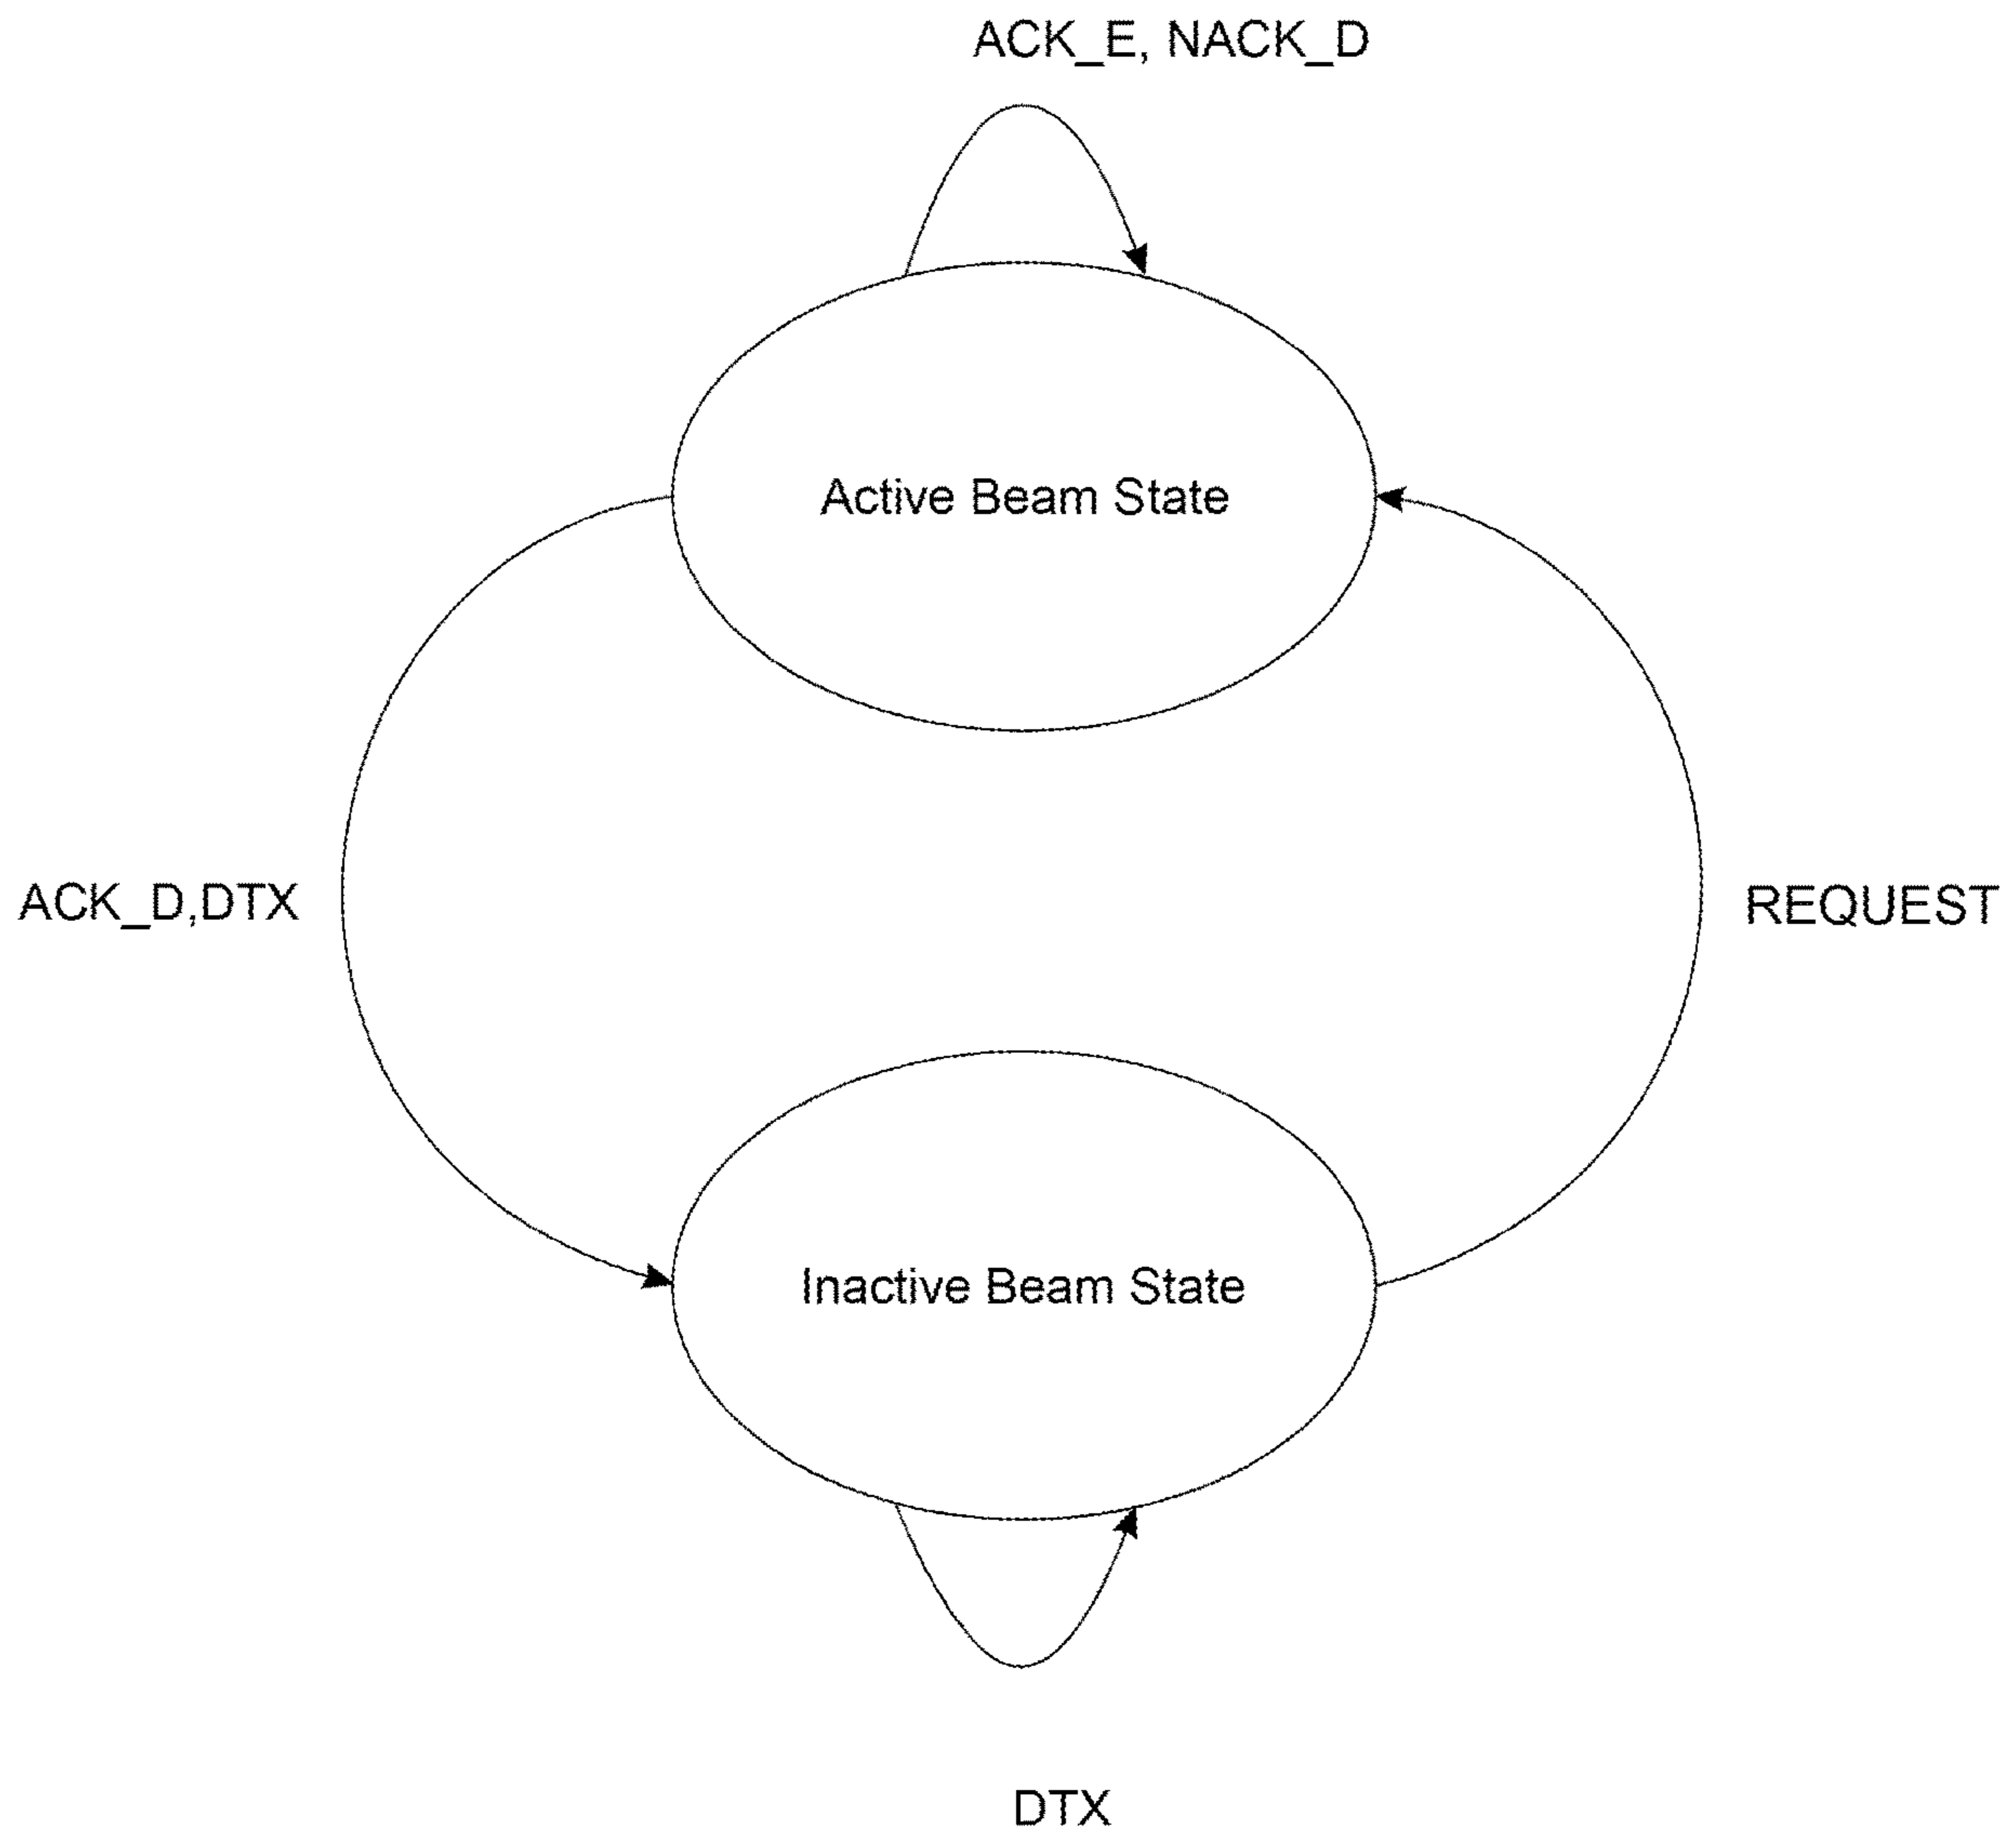 ACK_E, NACK_D
Active Beam State
ACK_D,DTX
REQUEST
Inactive Beam State
DTX